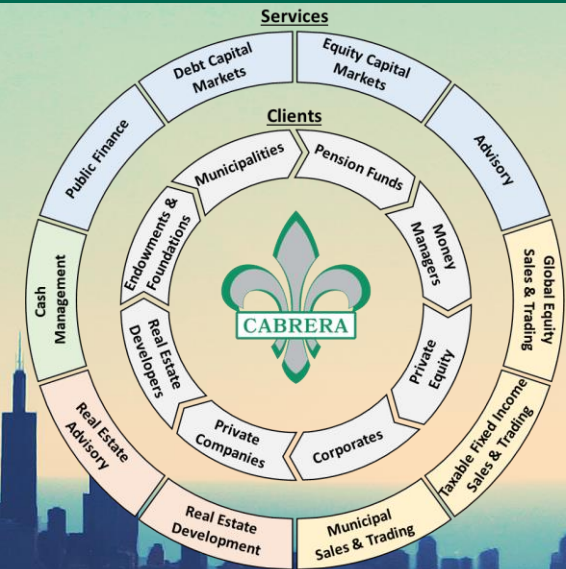 Services
Debt Capital
Markets
Equity Capital
Markets
Advisory
Global Equity
Sales & Trading
Taxable Fixed Income
Sales & Trading
Municipal
Sales & Trading
Real Estate
Development
Real Estate
Advisory
Cash
Management
Public Finance
Clients
Municipalities
Pension Funds
Money
Managers
Private
Equity
Corporates
Private
Companies
Real Estate
Developers
Endowments &
Foundations
CABRERA